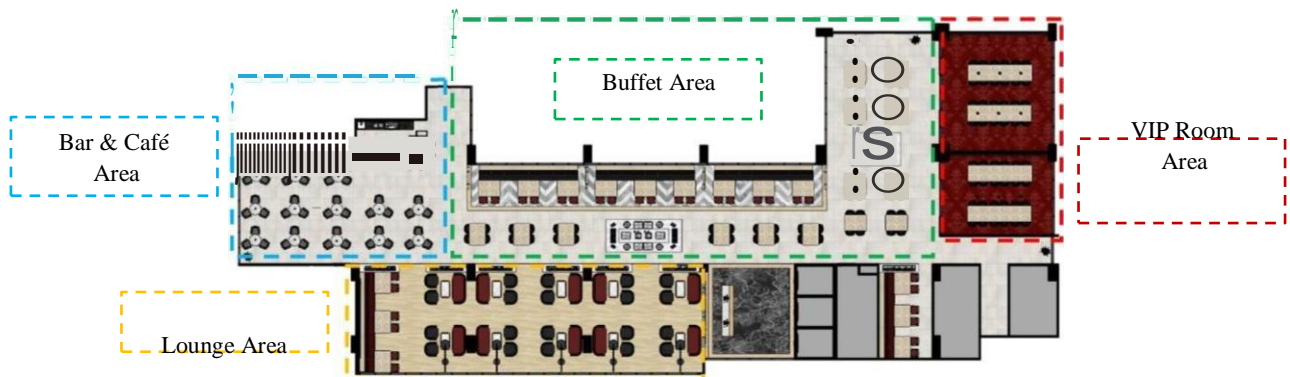 Buffet Area
Bar & Café
Area
VIP Room
Area
S
Lounge Area